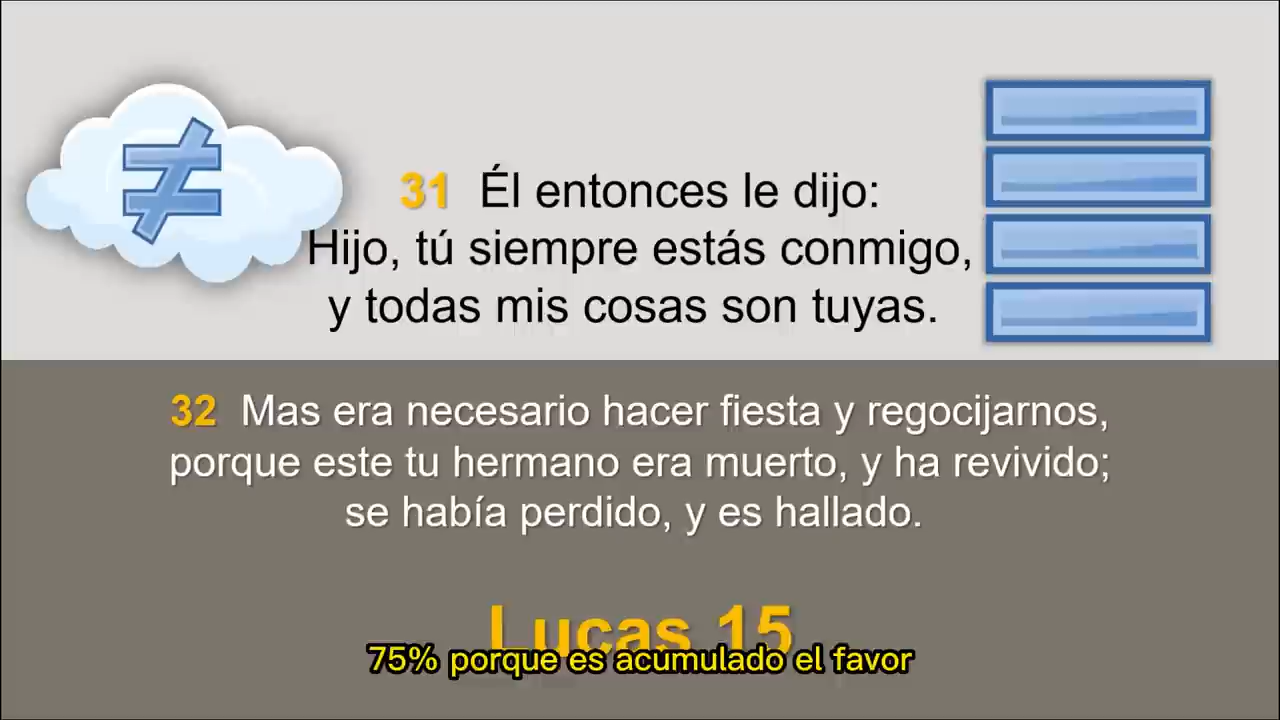 ≠
31 Él entonces le dijo:
Hijo, tú siempre estás conmigo,
y todas mis cosas son tuyas.
32 Mas era necesario hacer fiesta y regocijarnos,
porque este tu hermano era muerto, y ha revivido;
se había perdido, y es hallado.
Lucas 15
75% porque es acumulado el favor